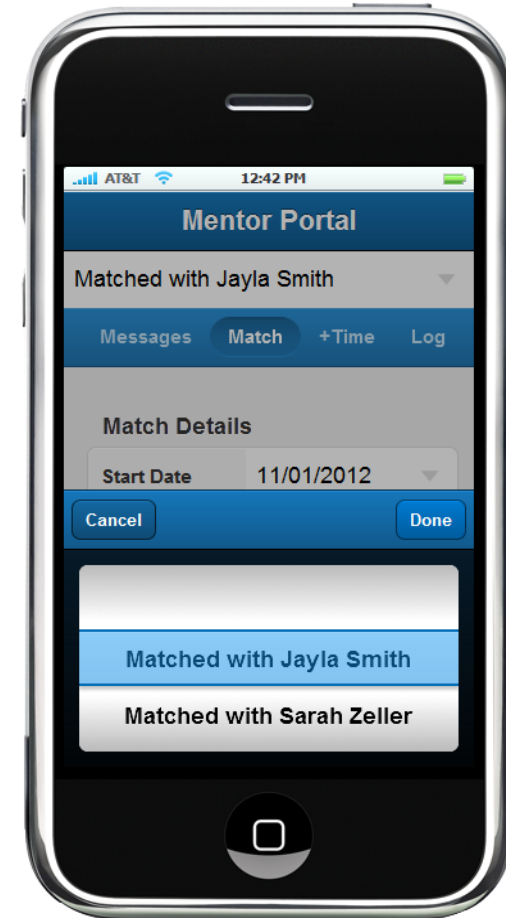 AT&T 12:42 PM
Mentor Portal
Matched with Jayla Smith
Messages Match +Time Log
Match Details
Start Date 11/01/2012
Cancel Done
Matched with Jayla Smith
Matched with Sarah Zeller